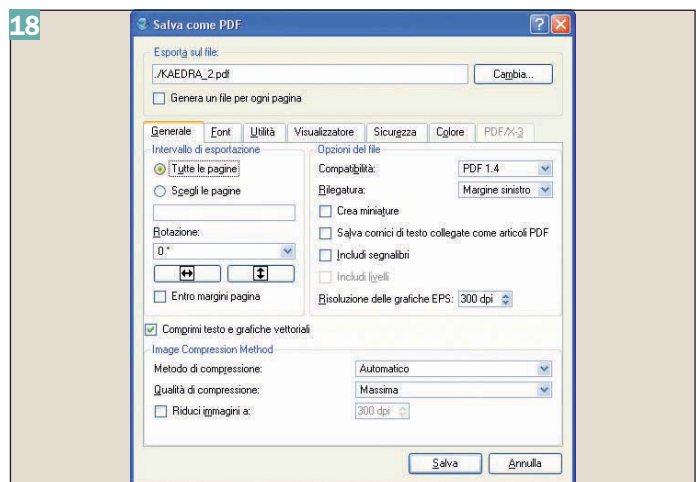 18
Salva come PDF
Esporta sul file:
./KAEDRA_2.pdf
Cambia...
Genera un file per ogni pagina
Generale Font Utilità Visualizzatore Sicurezza Colore PDF/X-3
Intervallo di esportazione
Tutte le pagine
Scegli le pagine
Rotazione:
0 °
Entro margini pagina
Opzioni del file
Compatibilità: PDF 1.4
Rilegatura: Margine sinistro
Crea miniature
Salva cornici di testo collegate come articoli PDF
Includi segnalibri
Includi livelli
Risoluzione delle grafiche EPS: 300 dpi
Comprimi testo e grafiche vettoriali
Image Compression Method
Metodo di compressione: Automatico
Qualità di compressione: Massima
Riduci immagini a: 300 dpi
Salva Annulla